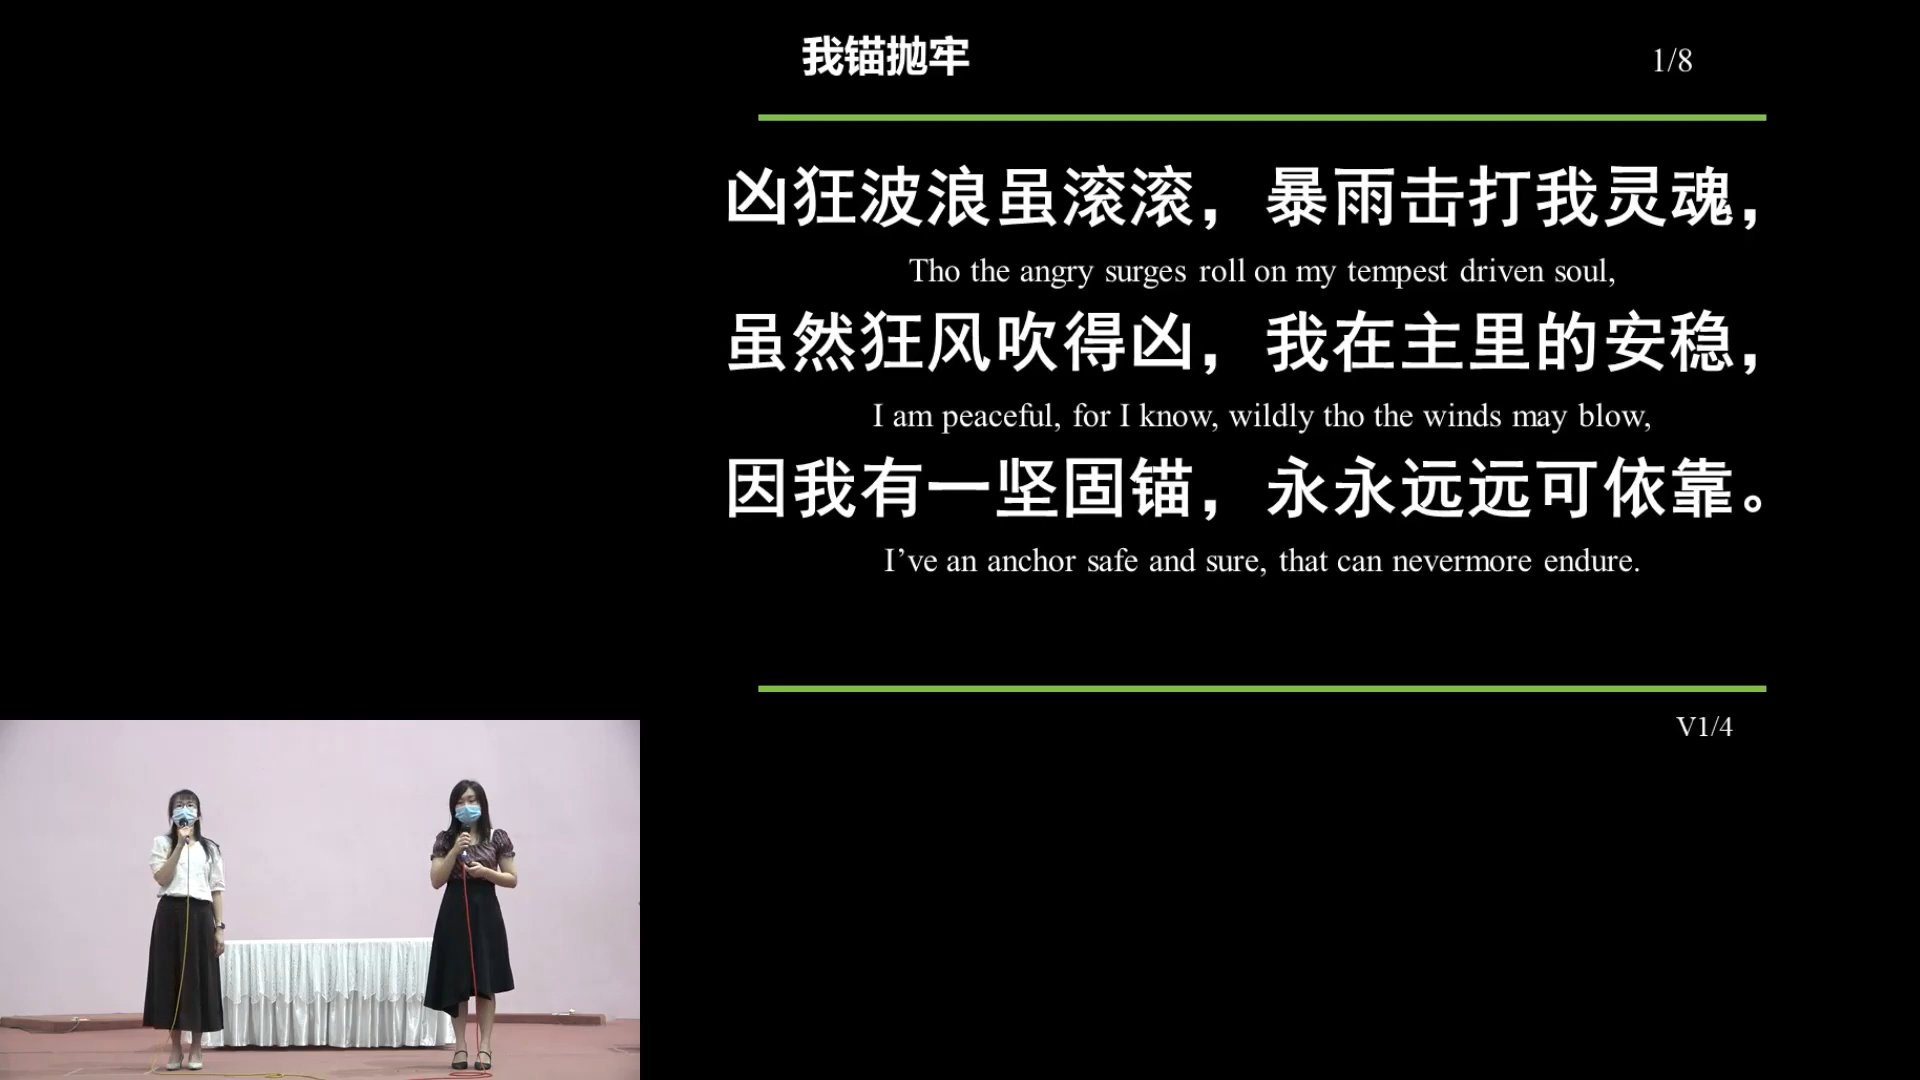 我锚抛牢
1/8
凶狂波浪虽滚滚，暴雨击打我灵魂，
Tho the angry surges roll on my tempest driven soul,
虽然狂风吹得凶，我在主里的安稳，
I am peaceful, for I know, wildly tho the winds may blow,
因我有一坚固锚，永永远远可依靠。
I’ve an anchor safe and sure, that can nevermore endure.
V1/4